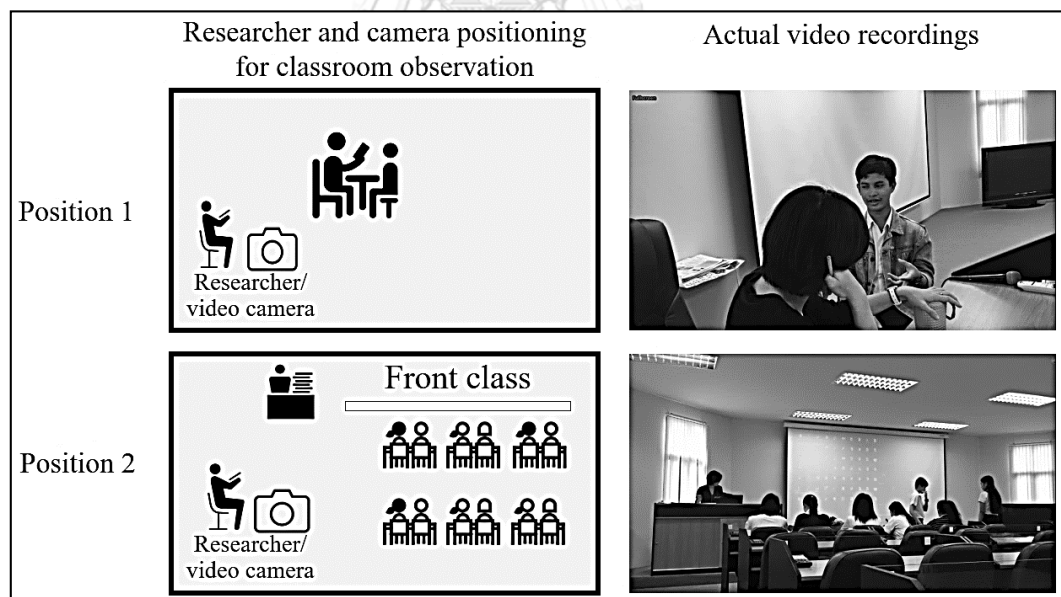 Researcher and camera positioning
for classroom observation
Actual video recordings
Position 1
Researcher/
video camera
Position 2
Front class
Researcher/
video camera